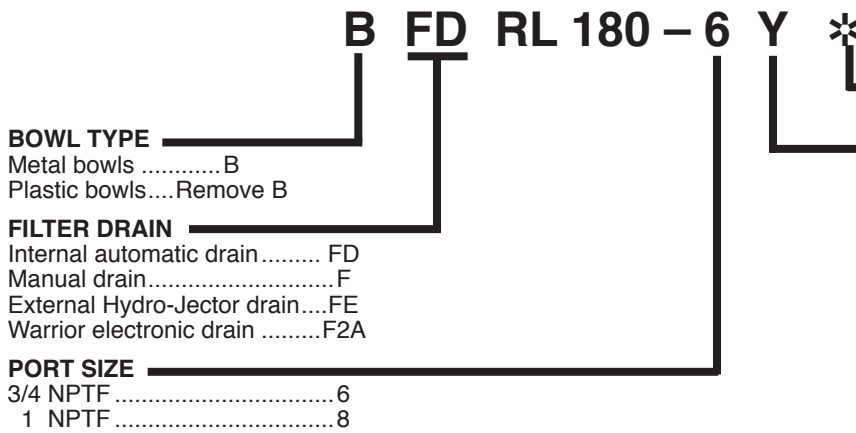 B FD RL 180 – 6 Y ✲
BOWL TYPE
Metal bowls ............B
Plastic bowls....Remove B
FILTER DRAIN
Internal automatic drain......... FD
Manual drain............................F
External Hydro-Jector drain....FE
Warrior electronic drain .........F2A
PORT SIZE
3/4 NPTF .................................6
1 NPTF .................................8